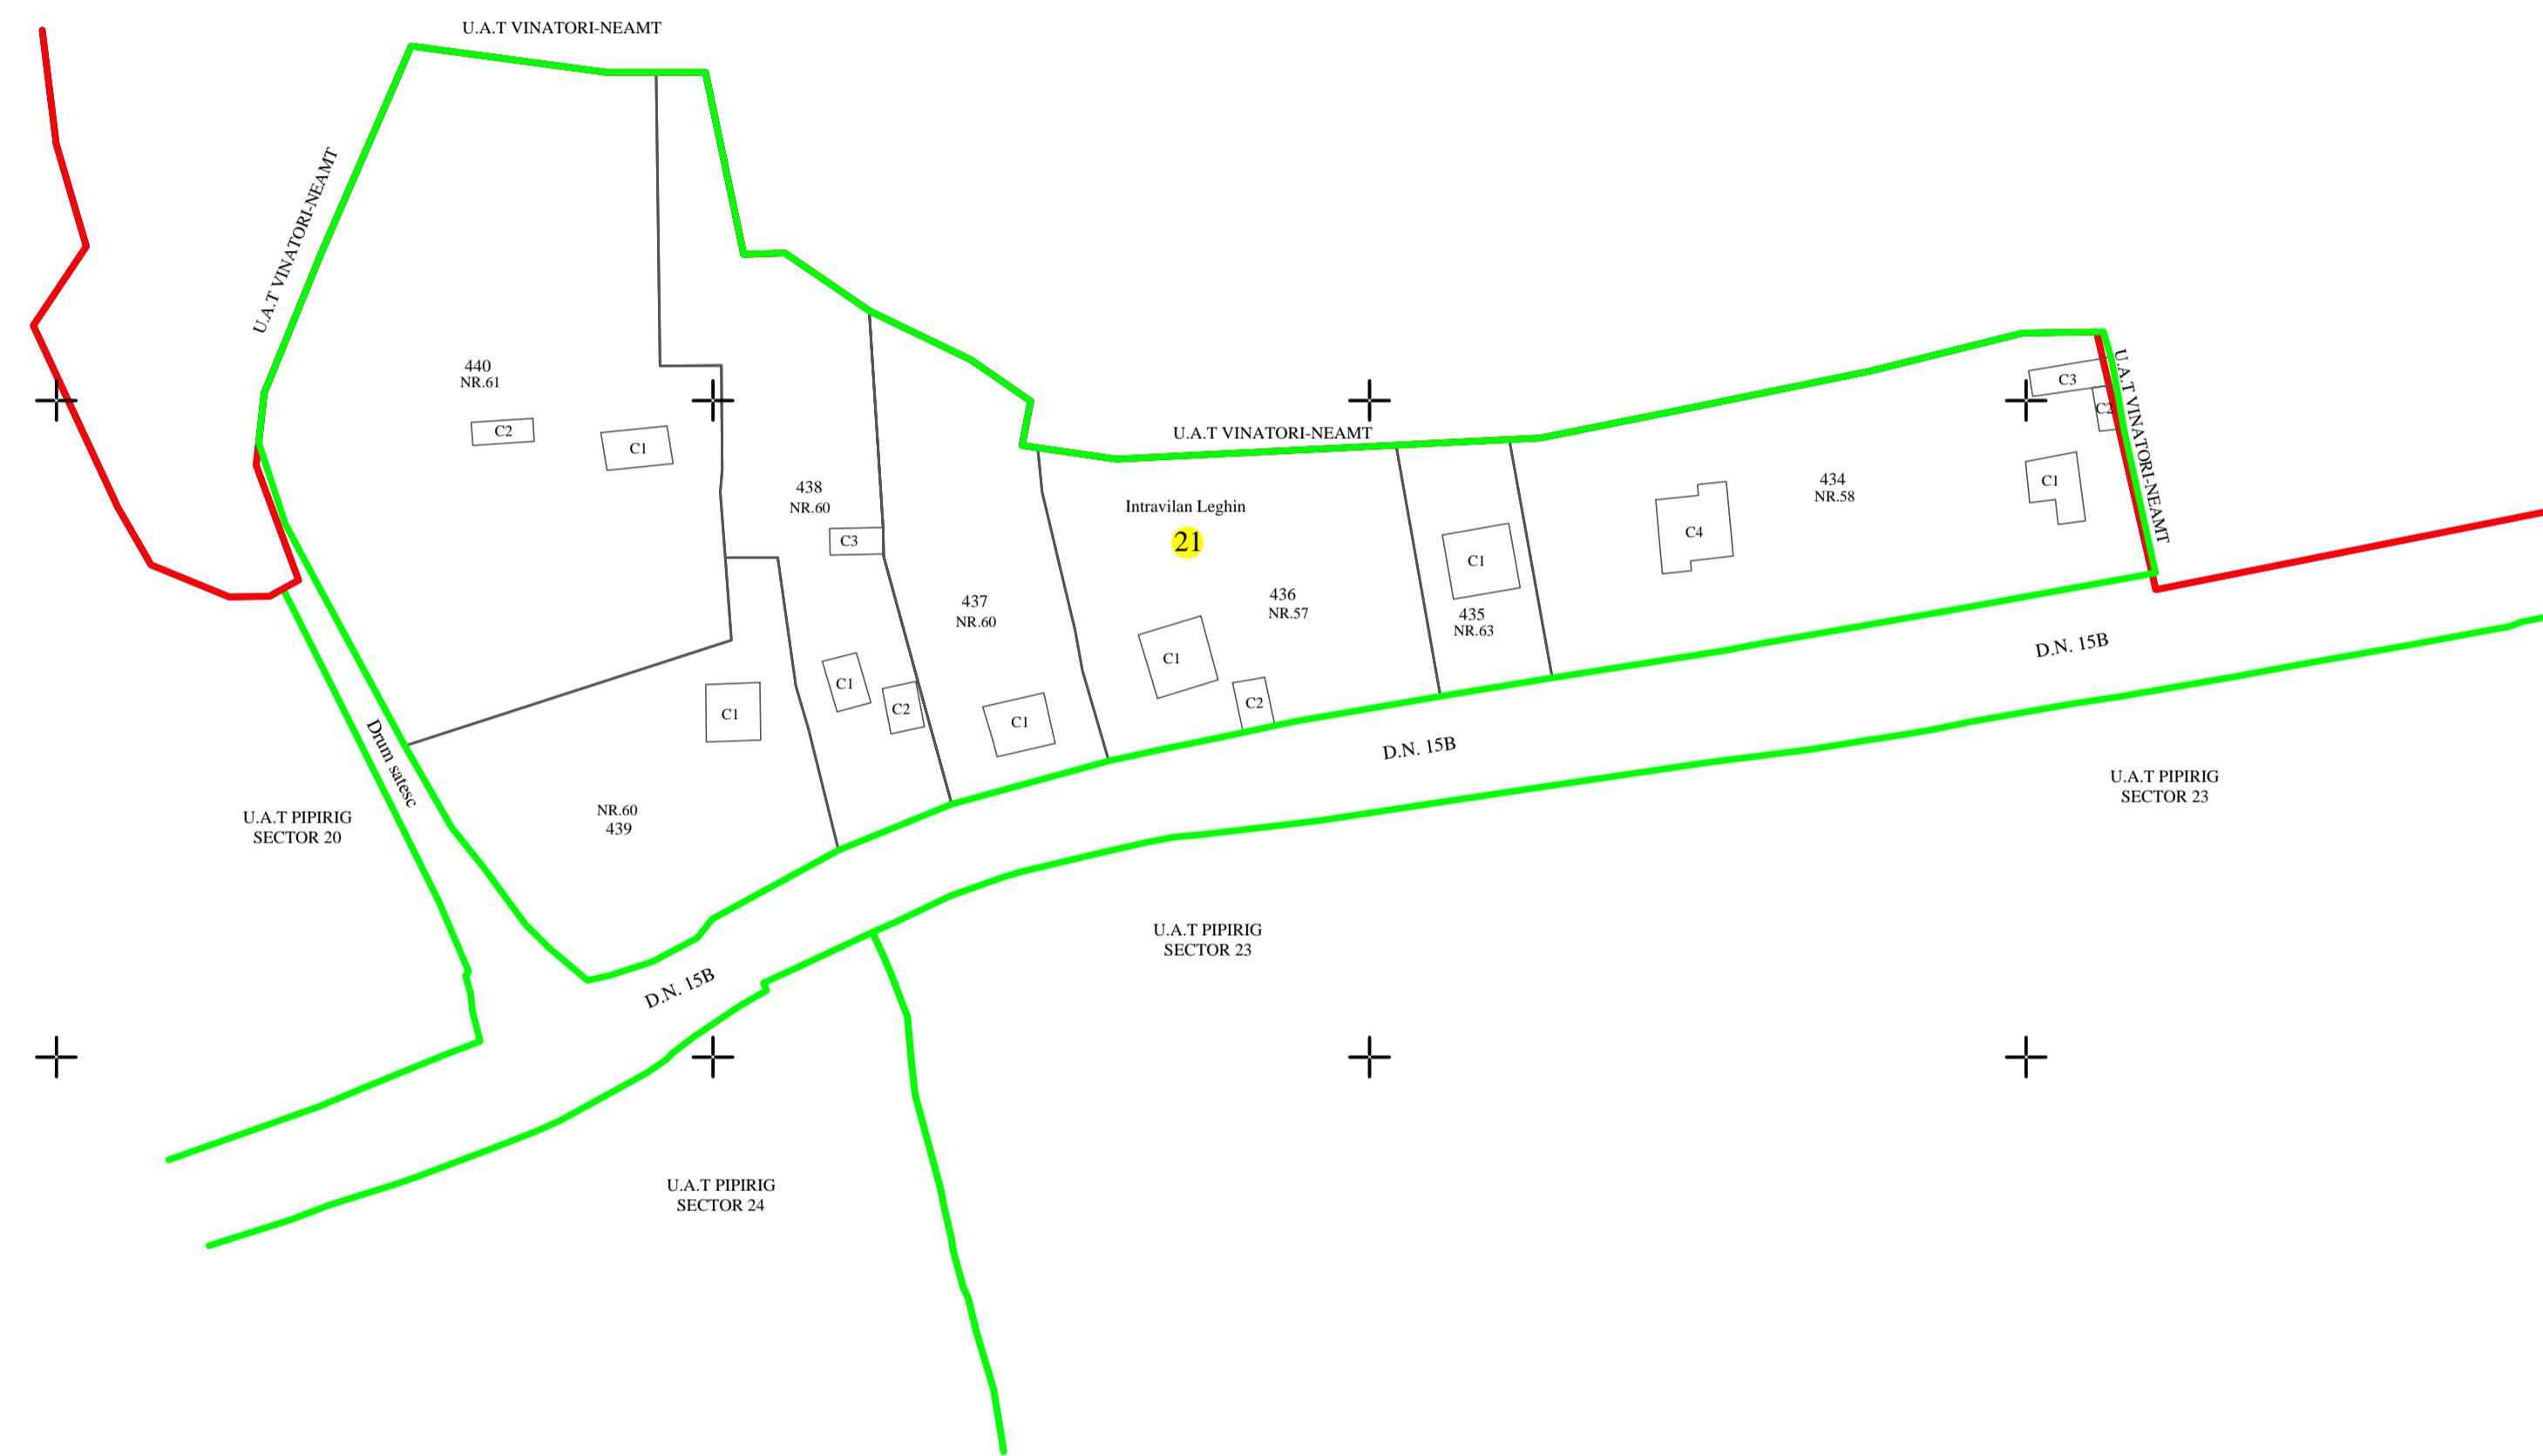 U.A.T VINATORI-NEAMT
U.A.T VINATORI-NEAMT
440
NR.61
C2
C1
438
NR.60
C3
U.A.T VINATORI-NEAMT
Intravilan Leghin
21
434
NR.58
C3
C2
C1
U.A.T VINATORI-NEAMT
C4
C1
435
NR.63
436
NR.57
437
NR.60
C1
C2
C1
C1
C2
C1
D.N. 15B
D.N. 15B
Drum satesc
NR.60
439
U.A.T PIPIRIG
SECTOR 20
U.A.T PIPIRIG
SECTOR 23
U.A.T PIPIRIG
SECTOR 23
D.N. 15B
U.A.T PIPIRIG
SECTOR 24